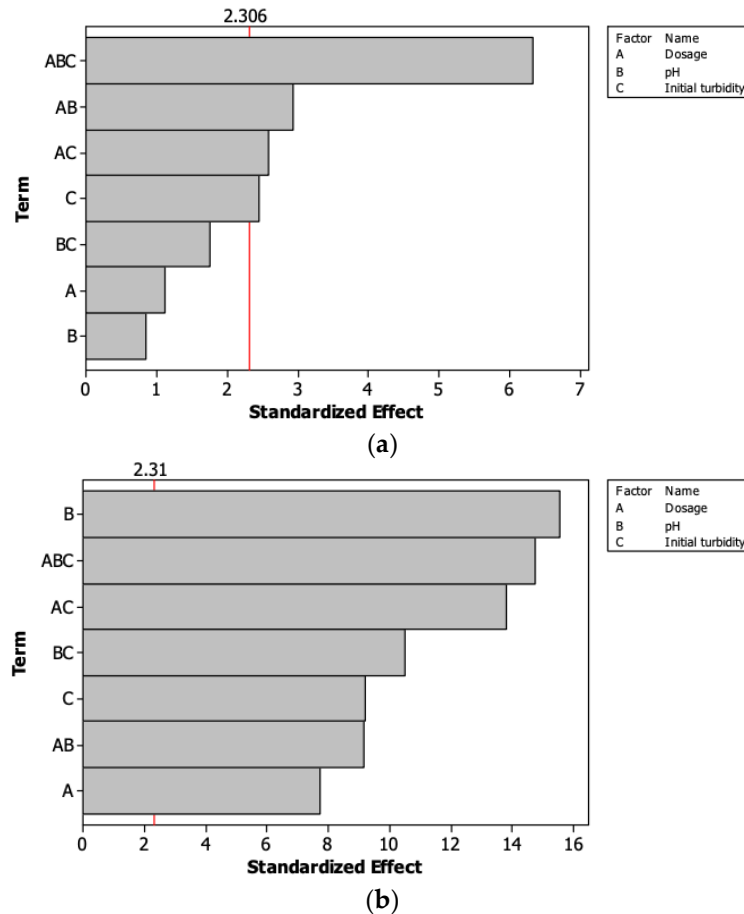 2.306
Factor Name
A Dosage
B pH
C Initial turbidity
Term
ABC
AB
AC
C
BC
A
B
0 1 2 3 4 5 6 7
Standardized Effect
(a)
2.31
Factor Name
A Dosage
B pH
C Initial turbidity
Term
B
ABC
AC
BC
C
AB
A
0 2 4 6 8 10 12 14 16
Standardized Effect
(b)